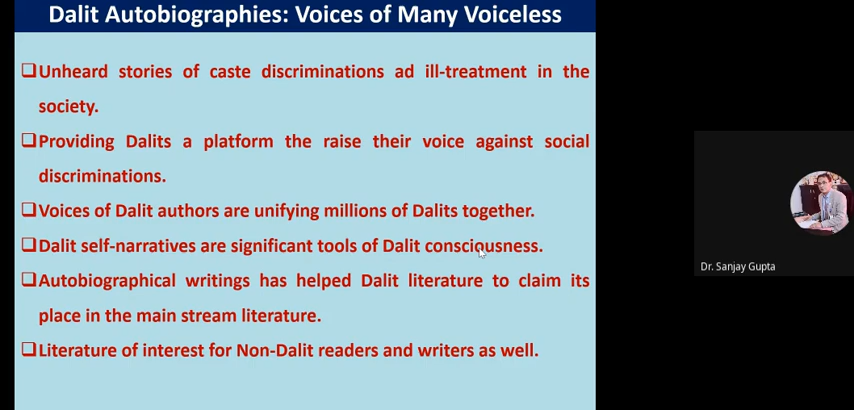 Dalit Autobiographies: Voices of Many Voiceless
❑Unheard stories of caste discriminations ad ill-treatment in the
society.
❑Providing Dalits a platform the raise their voice against social
discriminations.
❑Voices of Dalit authors are unifying millions of Dalits together.
❑Dalit self-narratives are significant tools of Dalit consciousness.
❑Autobiographical writings has helped Dalit literature to claim its
place in the main stream literature.
❑Literature of interest for Non-Dalit readers and writers as well.
Dr. Sanjay Gupta